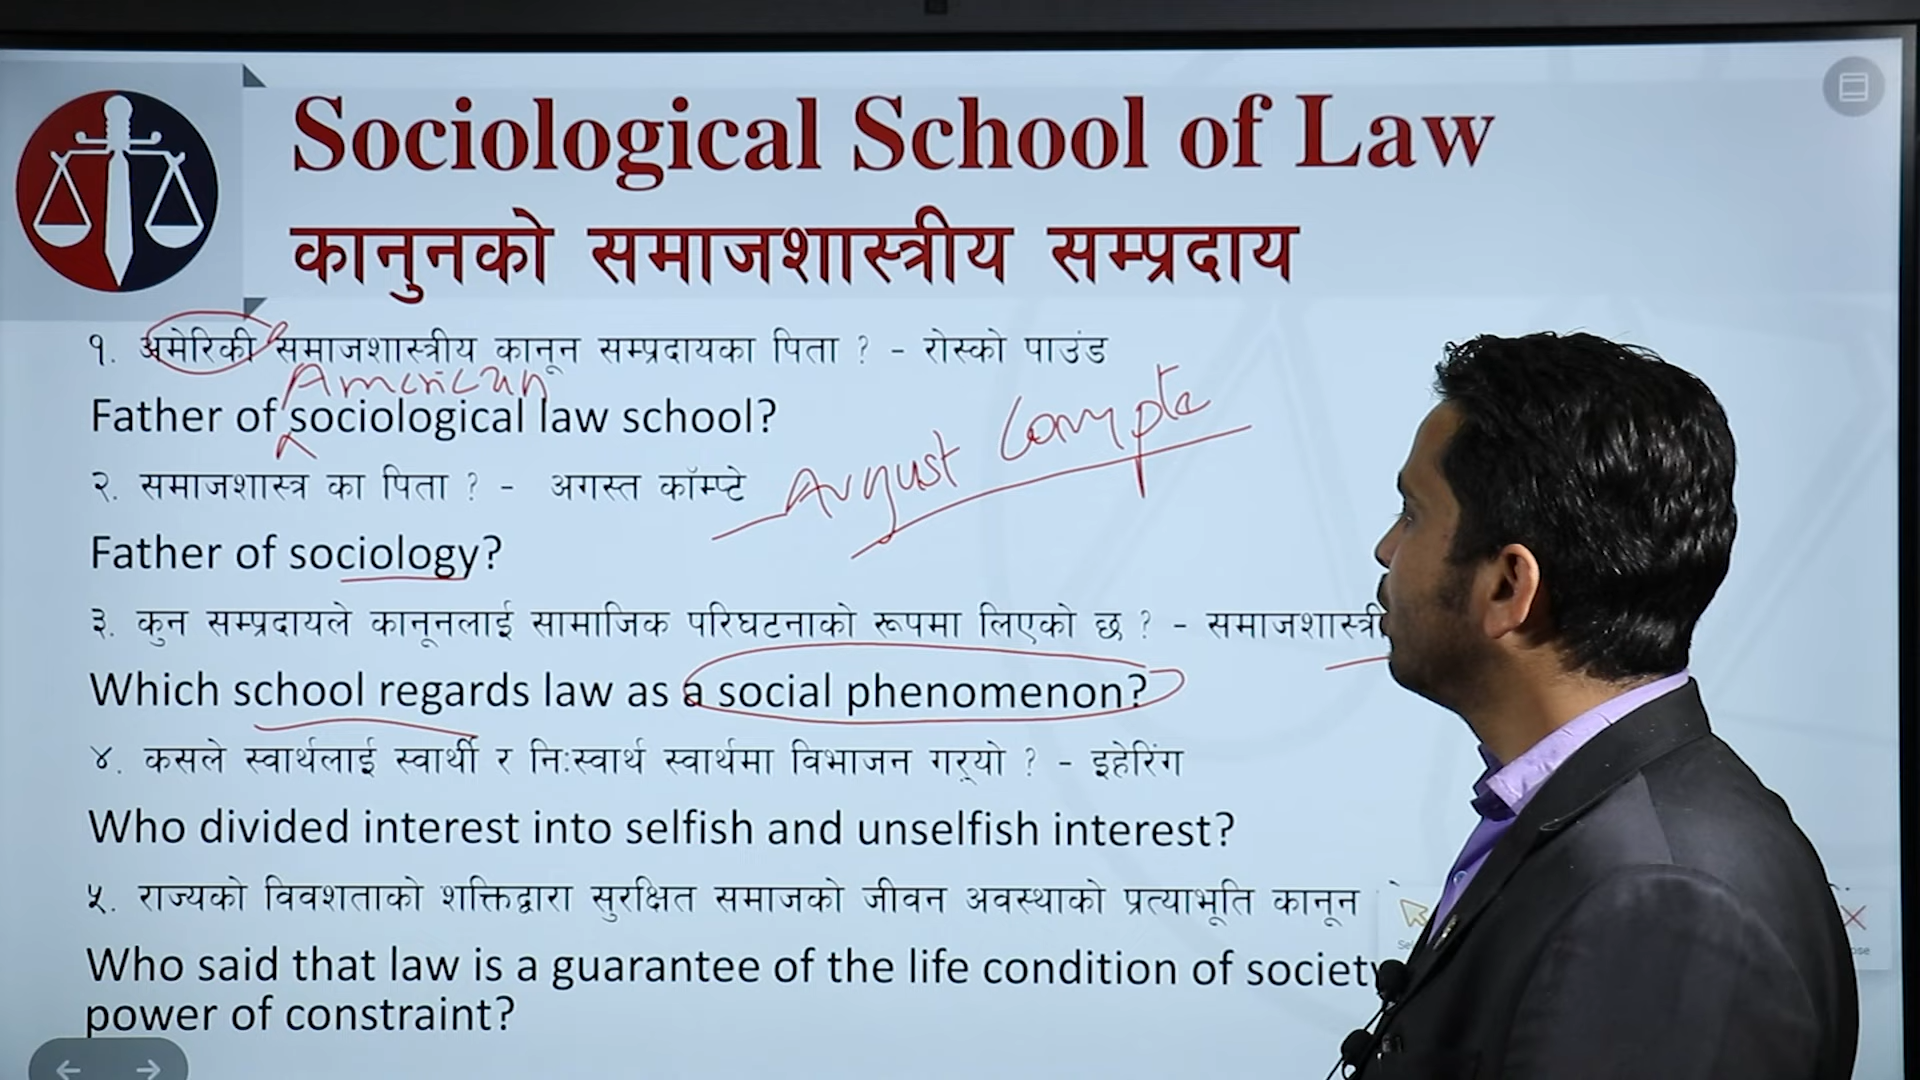 Sociological School of Law
कानुनको समाजशास्त्रीय सम्प्रदाय
१. अमेरिकी समाजशास्त्रीय कानून सम्प्रदायका पिता ? - रोस्को पाउंड
American
Father of sociological law school?
August Compte
२. समाजशास्त्र का पिता ? - अगस्त कॉम्प्टे
Father of sociology?
३. कुन सम्प्रदायले कानूनलाई सामाजिक परिघटनाको रूपमा लिएको छ ? - समाजशास्त्री
Which school regards law as a social phenomenon?
४. कसले स्वार्थलाई स्वार्थी र निःस्वार्थ स्वार्थमा विभाजन गर्‌यो ? - इहेरिंग
Who divided interest into selfish and unselfish interest?
५. राज्यको विवशताको शक्तिद्वारा सुरक्षित समाजको जीवन अवस्थाको प्रत्याभूति कानून
Who said that law is a guarantee of the life condition of society
power of constraint?